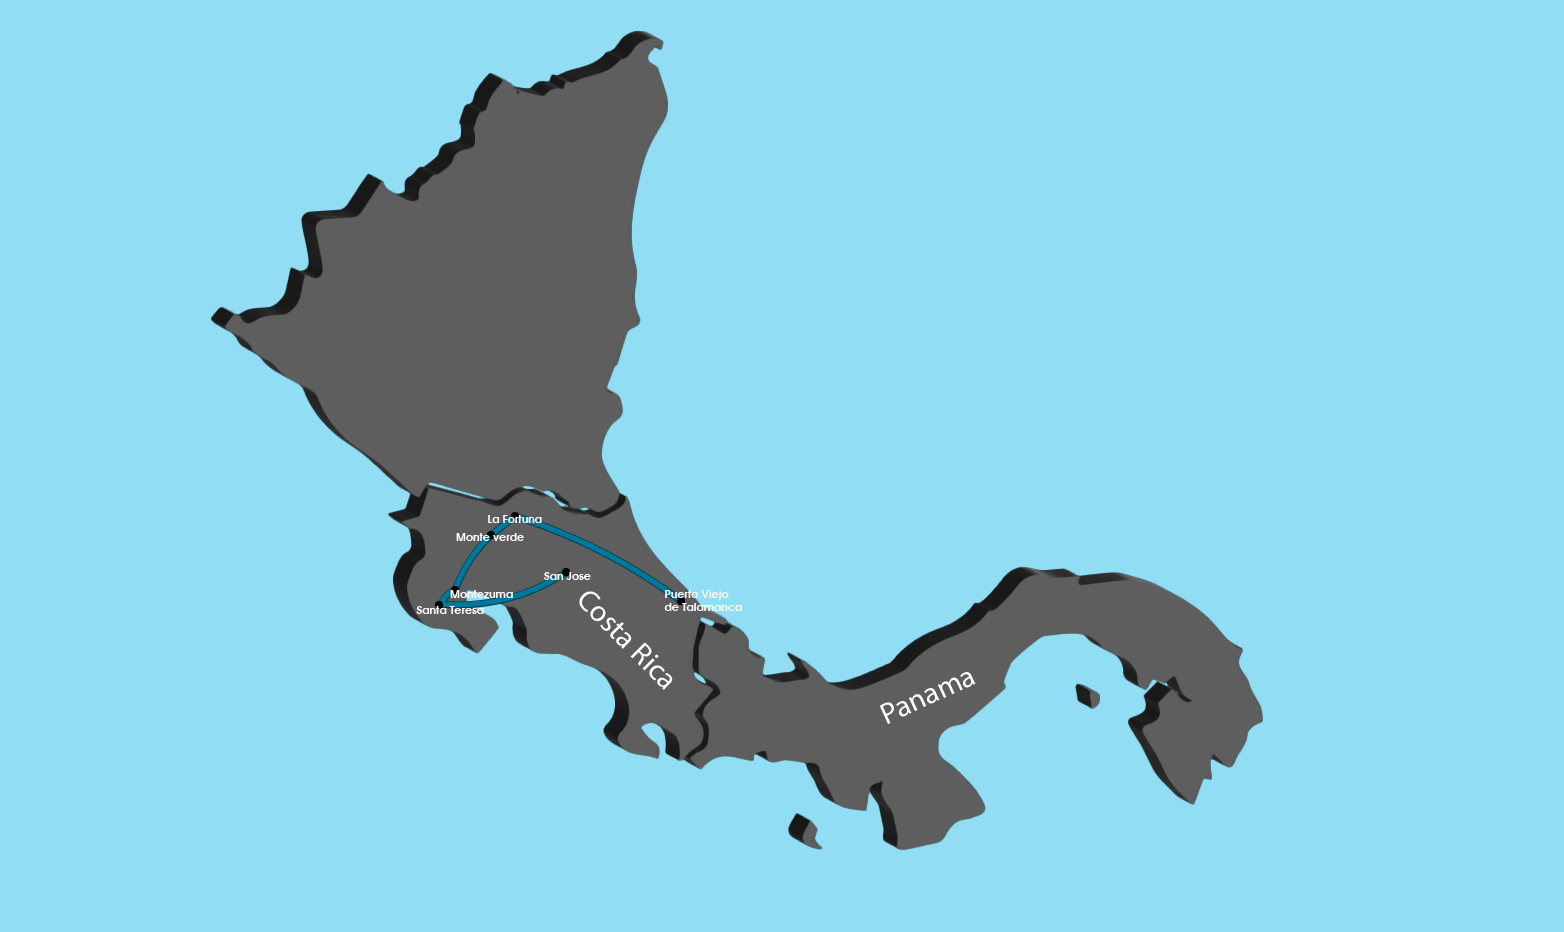 La Fortuna
Monte verde
San Jose
Montezuma
Santa Teresa
Puerto Viejo
de Talamanca
Costa Rica
Panama